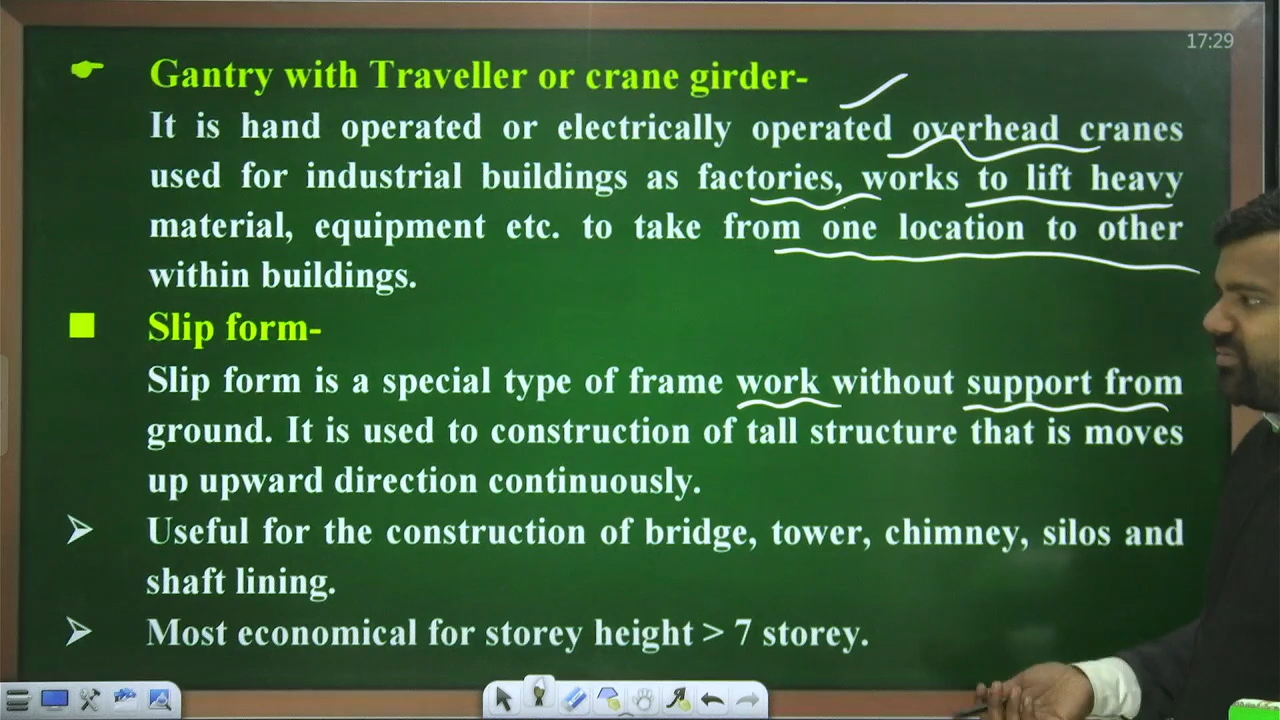 17:29
Gantry with Traveller or crane girder-
It is hand operated or electrically operated overhead cranes
used for industrial buildings as factories, works to lift heavy
material, equipment etc. to take from one location to other
within buildings.
Slip form-
Slip form is a special type of frame work without support from
ground. It is used to construction of tall structure that is moves
up upward direction continuously.
Useful for the construction of bridge, tower, chimney, silos and
shaft lining.
Most economical for storey height > 7 storey.